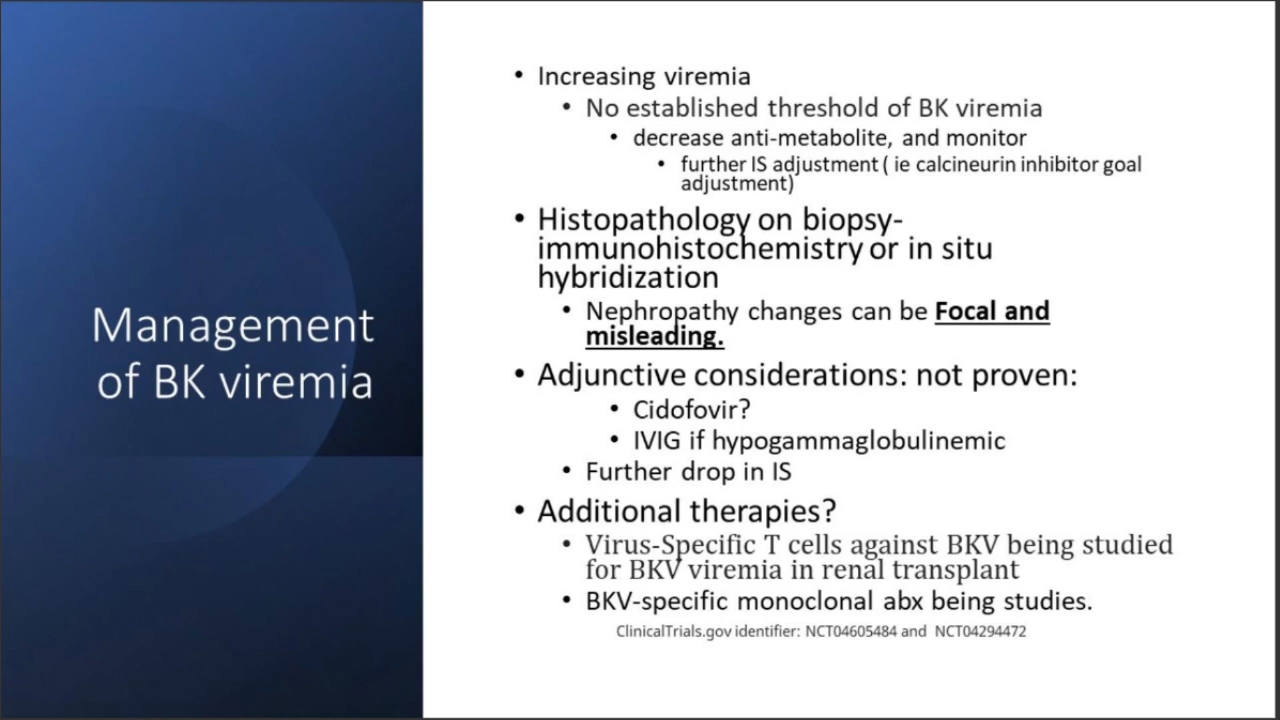 Management
of BK viremia
• Increasing viremia
• No established threshold of BK viremia
• decrease anti-metabolite, and monitor
• further IS adjustment ( ie calcineurin inhibitor goal
adjustment)
• Histopathology on biopsy-
immunohistochemistry or in situ
hybridization
• Nephropathy changes can be Focal and
misleading.
• Adjunctive considerations: not proven:
• Cidofovir?
• IVIG if hypogammaglobulinemic
• Further drop in IS
• Additional therapies?
• Virus-Specific T cells against BKV being studied
for BKV viremia in renal transplant
• BKV-specific monoclonal abx being studies.
ClinicalTrials.gov identifier: NCT04605484 and NCT04294472